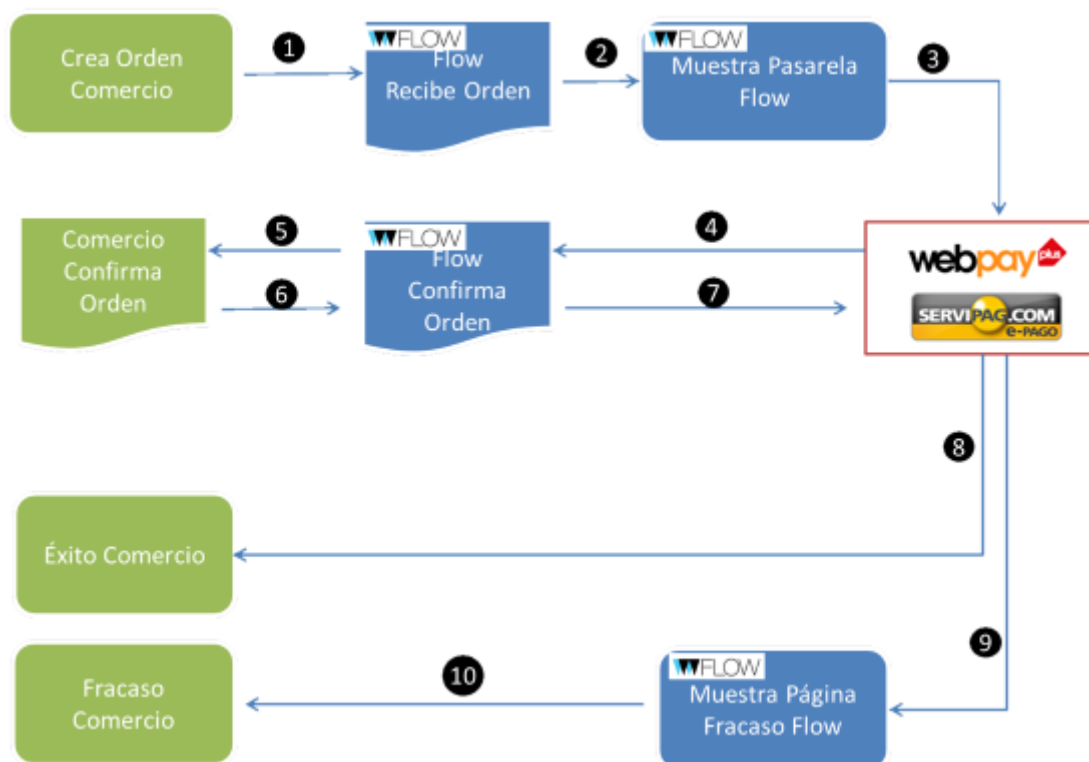 Crea Orden
Comercio
1
FLOW
Flow
Recibe Orden
2
FLOW
Muestra Pasarela
Flow
3
Comercio
Confirma
Orden
5
6
FLOW
Flow
Confirma
Orden
4
7
webpay plus
SERVIPAG.COM
e-PAGO
8
Éxito Comercio
9
Fracaso
Comercio
10
FLOW
Muestra Página
Fracaso Flow